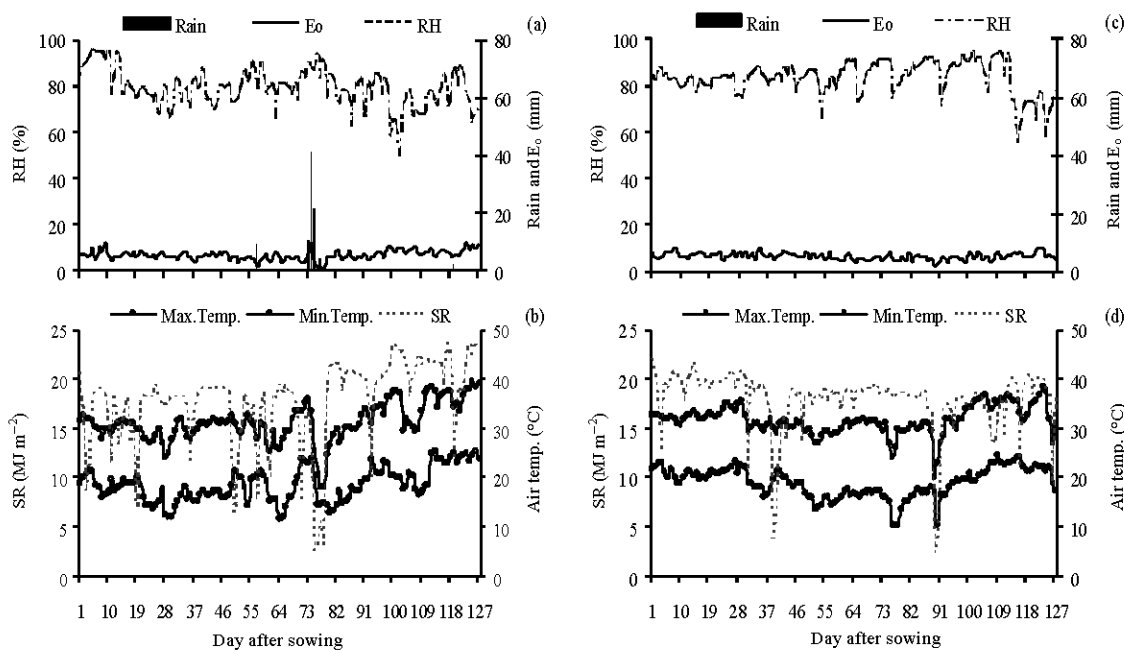 Rain Eo RH (a)
100 80
80 60
60 40
40 20
20 0
0
RH (%)
Rain and Eo (mm)
Rain Eo RH (c)
100 80
80 60
60 40
40 20
20 0
0
RH (%)
Rain and Eo (mm)
Max.Temp. Min.Temp. SR (b)
25 50
20 40
15 30
10 20
5 10
0 0
SR (MJ m−2)
Air temp. (°C)
1 10 19 28 37 46 55 64 73 82 91 100 109 118 127
Day after sowing
Max.Temp. Min.Temp. SR (d)
25 50
20 40
15 30
10 20
5 10
0 0
SR (MJ m−2)
Air temp. (°C)
1 10 19 28 37 46 55 64 73 82 91 100 109 118 127
Day after sowing